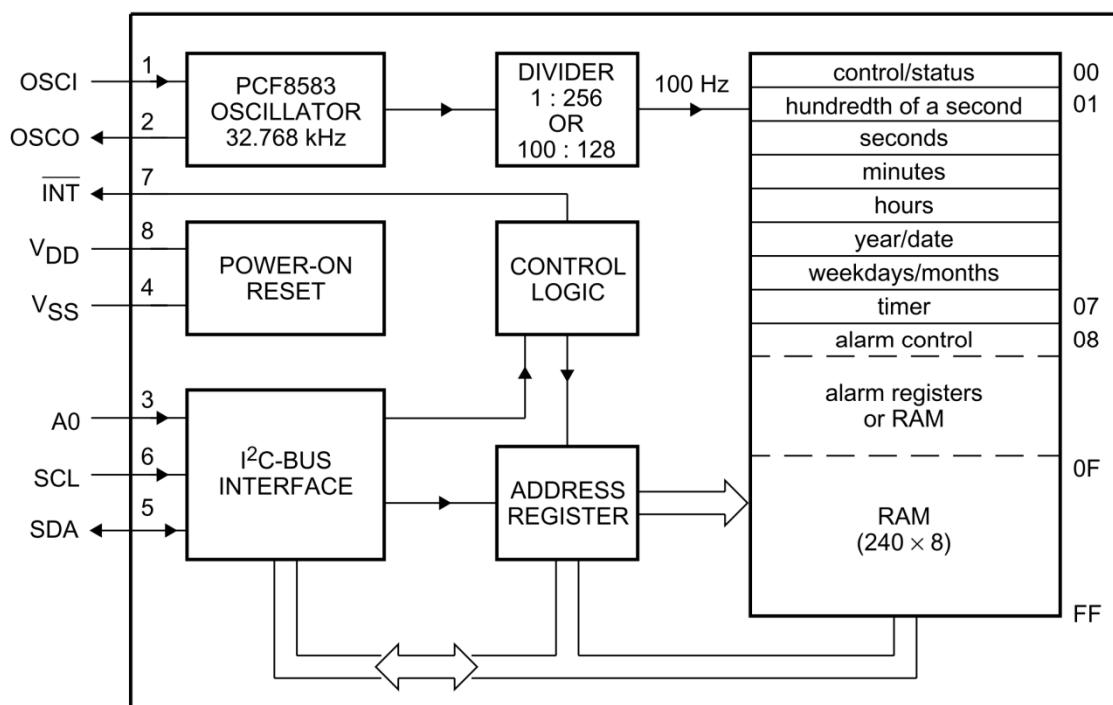 OSCI
1
OSCO
2
PCF8583
OSCILLATOR
32.768 kHz
DIVIDER
1 : 256
OR
100 : 128
100 Hz
control/status
00
hundredth of a second
01
seconds
minutes
hours
year/date
weekdays/months
timer
07
alarm control
08
alarm registers
or RAM
0F
RAM
(240 × 8)
FF
INT
7
VDD
8
VSS
4
POWER-ON
RESET
CONTROL
LOGIC
A0
3
SCL
6
SDA
5
I²C-BUS
INTERFACE
ADDRESS
REGISTER